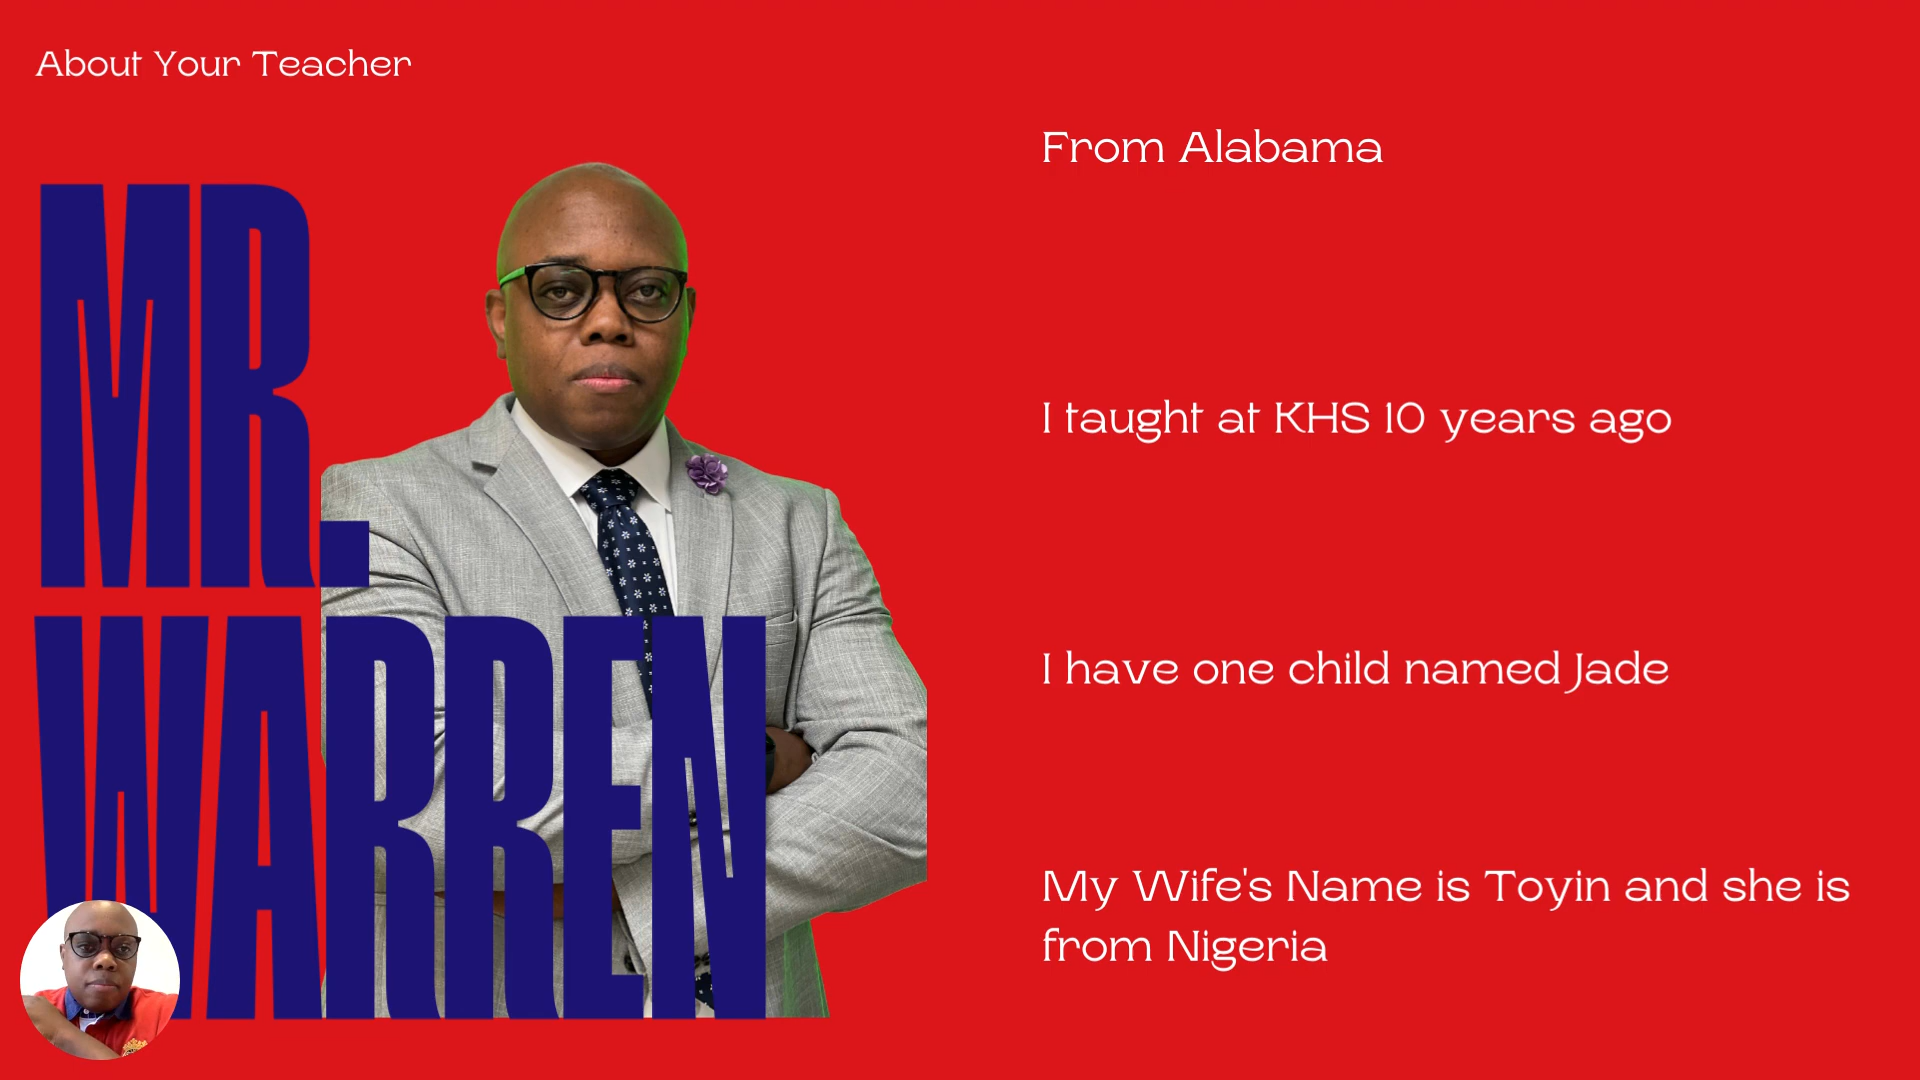 About Your Teacher
MR.
WARREN
From Alabama
I taught at KHS 10 years ago
I have one child named Jade
My Wife's Name is Toyin and she is
from Nigeria